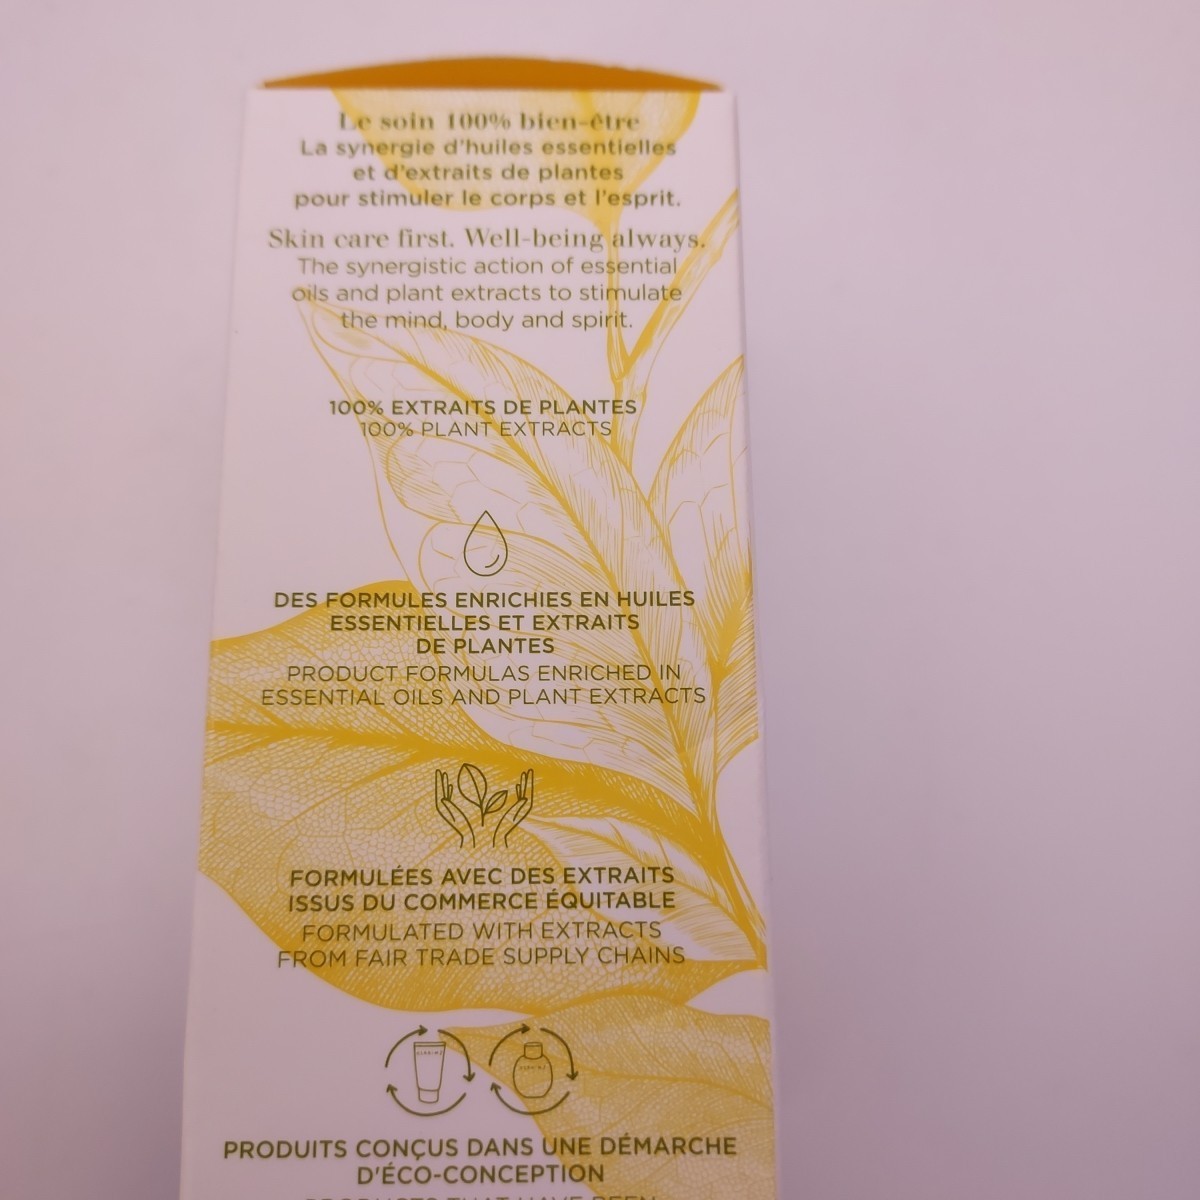 Le soin 100% bien-être
La synergie d'huiles essentielles
et d'extraits de plantes
pour stimuler le corps et l'esprit.
Skin care first. Well-being always.
The synergistic action of essential
oils and plant extracts to stimulate
the mind, body and spirit.
100% EXTRAITS DE PLANTES
100% PLANT EXTRACTS
DES FORMULES ENRICHIES EN HUILES
ESSENTIELLES ET EXTRAITS
DE PLANTES
PRODUCT FORMULAS ENRICHED IN
ESSENTIAL OILS AND PLANT EXTRACTS
FORMULÉES AVEC DES EXTRAITS
ISSUS DU COMMERCE ÉQUITABLE
FORMULATED WITH EXTRACTS
FROM FAIR TRADE SUPPLY CHAINS
PRODUITS CONÇUS DANS UNE DÉMARCHE
D'ÉCO-CONCEPTION
PRODUCTS THAT HAVE BEEN